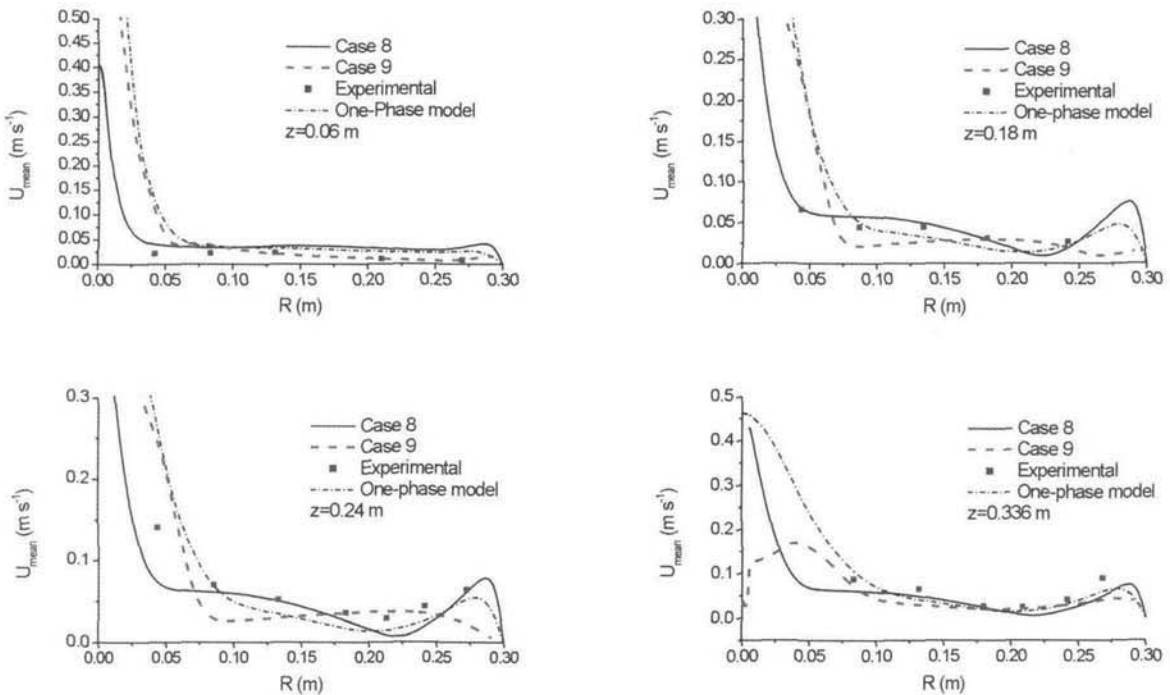 0.50
0.45
0.40
0.35
0.30
0.25
0.20
0.15
0.10
0.05
0.00
U_mean (m s⁻¹)
Case 8
Case 9
Experimental
One-Phase model
z=0.06 m
0.00 0.05 0.10 0.15 0.20 0.25 0.30
R (m)
0.30
0.25
0.20
0.15
0.10
0.05
0.00
U_mean (m s⁻¹)
Case 8
Case 9
Experimental
One-phase model
z=0.18 m
0.00 0.05 0.10 0.15 0.20 0.25 0.30
R (m)
0.3
0.2
0.1
0.0
U_mean (m s⁻¹)
Case 8
Case 9
Experimental
One-phase model
z=0.24 m
0.00 0.05 0.10 0.15 0.20 0.25 0.30
R (m)
0.5
0.4
0.3
0.2
0.1
0.0
U_mean (m s⁻¹)
Case 8
Case 9
Experimental
One-phase model
z=0.336 m
0.00 0.05 0.10 0.15 0.20 0.25 0.30
R (m)